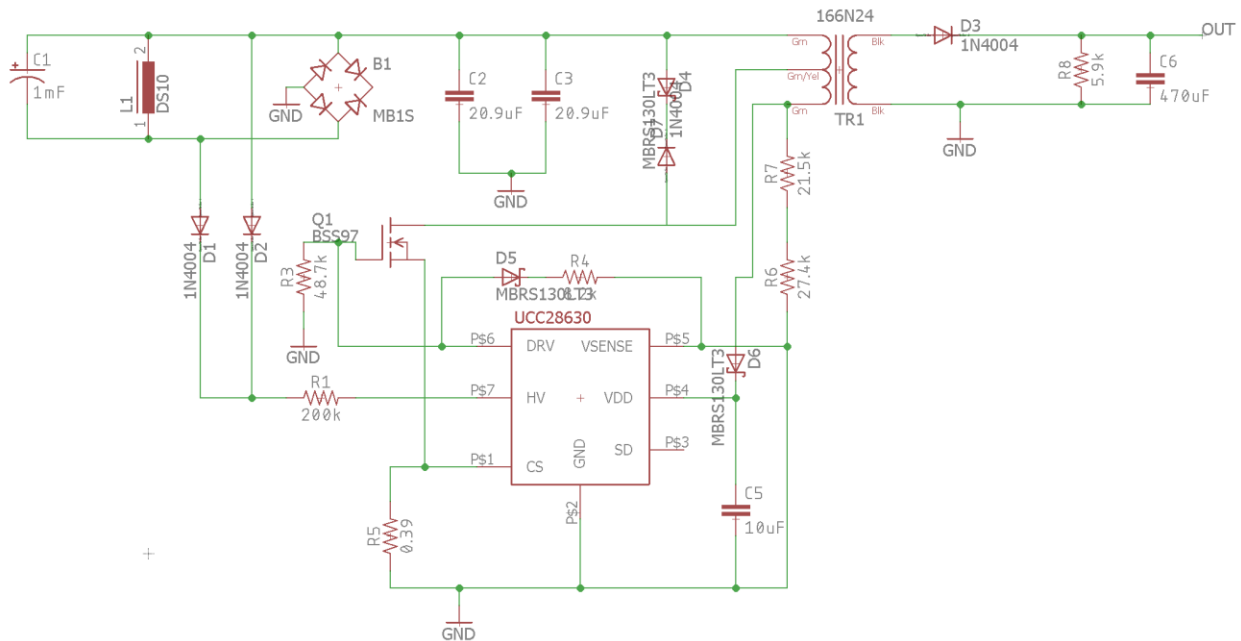 166N24
Grn
Grn/Yel
Grn
Blk
Blk
TR1
D3
1N4004
OUT
R8
5.9k
C6
470uF
GND
C1
1mF
L1
DS10
2
1
B1
MB1S
GND
C2
20.9uF
C3
20.9uF
GND
MBRS130LT3
D4
1N4004
D7
R7
21.5k
R6
27.4k
1N4004
D1
1N4004
D2
Q1
BSS97
R3
48.7k
GND
D5
MBRS130LT3
R4
UCC28630
P$6
DRV
VSENSE
P$5
P$7
HV
VDD
P$4
P$1
CS
GND
SD
P$3
P$2
R1
200k
MBRS130LT3
D6
R5
0.39
C5
10uF
GND